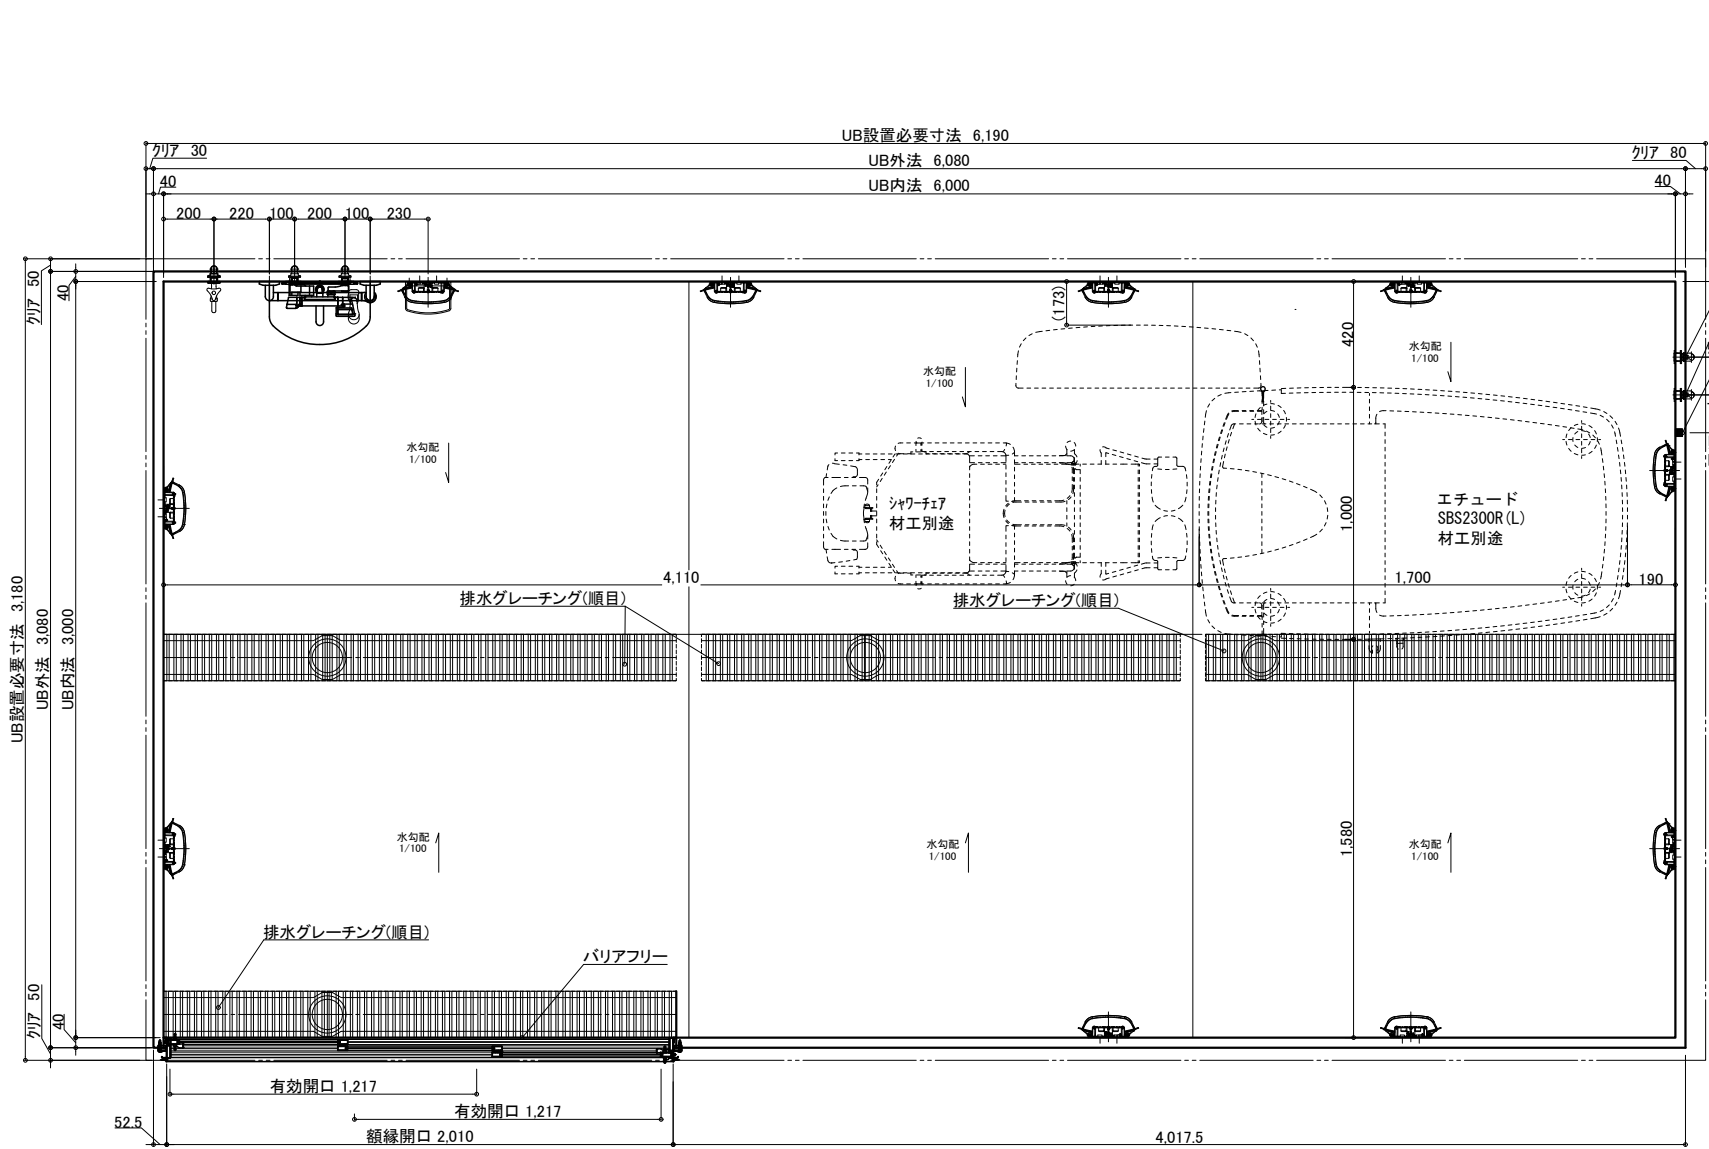 UB設置必要寸法 6,190
クリア 30
UB外法 6,080
クリア 80
40
UB内法 6,000
40
200
220
100
200
100
230
クリア 50
40
(173)
420
水勾配
1/100
水勾配
1/100
水勾配
1/100
シャワーチェア
材工別途
1,000
エチュード
SBS2300R(L)
材工別途
4,110
1,700
190
排水グレーチング(順目)
排水グレーチング(順目)
UB設置必要寸法 3,180
UB外法 3,080
UB内法 3,000
水勾配
1/100
水勾配
1/100
1,580
水勾配
1/100
排水グレーチング(順目)
バリアフリー
クリア 50
40
有効開口 1,217
有効開口 1,217
52.5
額縁開口 2,010
4,017.5